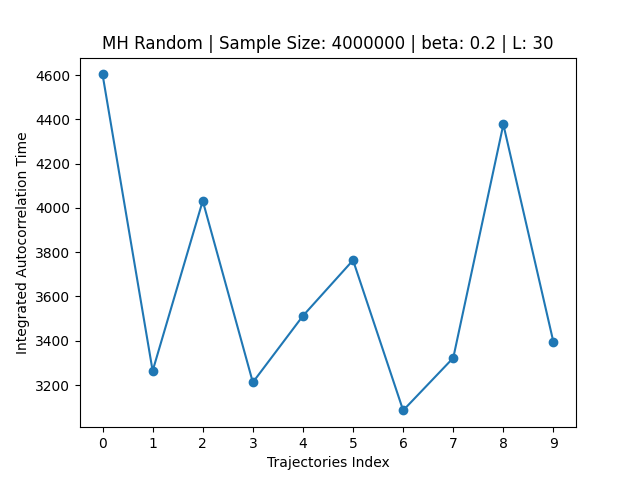 MH Random | Sample Size: 4000000 | beta: 0.2 | L: 30
4600
4400
4200
4000
3800
3600
3400
3200
Integrated Autocorrelation Time
0 1 2 3 4 5 6 7 8 9
Trajectories Index